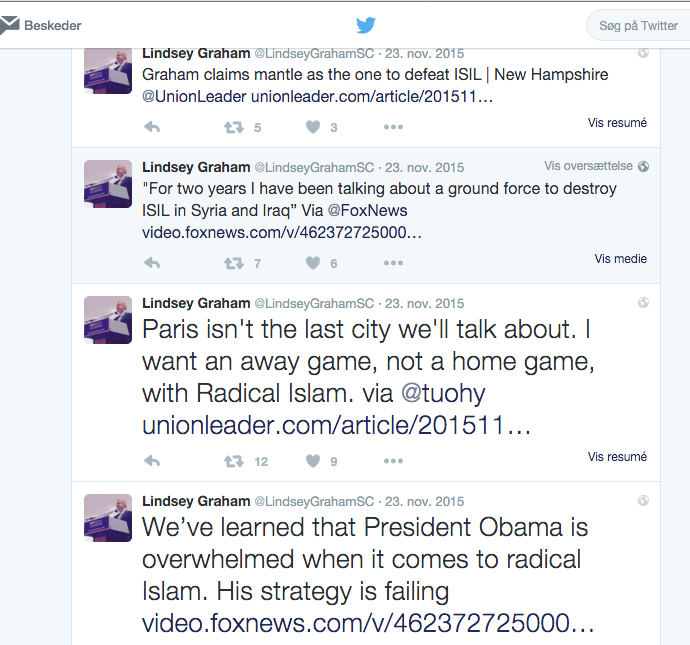 Beskeder
Søg på Twitter
Lindsey Graham @LindseyGrahamSC · 23. nov. 2015
Graham claims mantle as the one to defeat ISIL | New Hampshire
@UnionLeader unionleader.com/article/201511…
5 3 Vis resumé
Lindsey Graham @LindseyGrahamSC · 23. nov. 2015 Vis oversættelse
"For two years I have been talking about a ground force to destroy
ISIL in Syria and Iraq” Via @FoxNews
video.foxnews.com/v/462372725000…
7 6 Vis medie
Lindsey Graham @LindseyGrahamSC · 23. nov. 2015
Paris isn't the last city we'll talk about. I
want an away game, not a home game,
with Radical Islam. via @tuohy
unionleader.com/article/201511…
12 9 Vis resumé
Lindsey Graham @LindseyGrahamSC · 23. nov. 2015
We’ve learned that President Obama is
overwhelmed when it comes to radical
Islam. His strategy is failing
video.foxnews.com/v/462372725000…